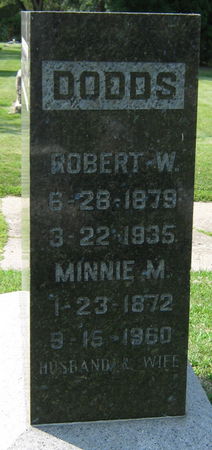 DODDS
ROBERT W.
6-28-1879
3-22-1935
MINNIE M.
1-23-1872
9-15-1960
HUSBAND & WIFE